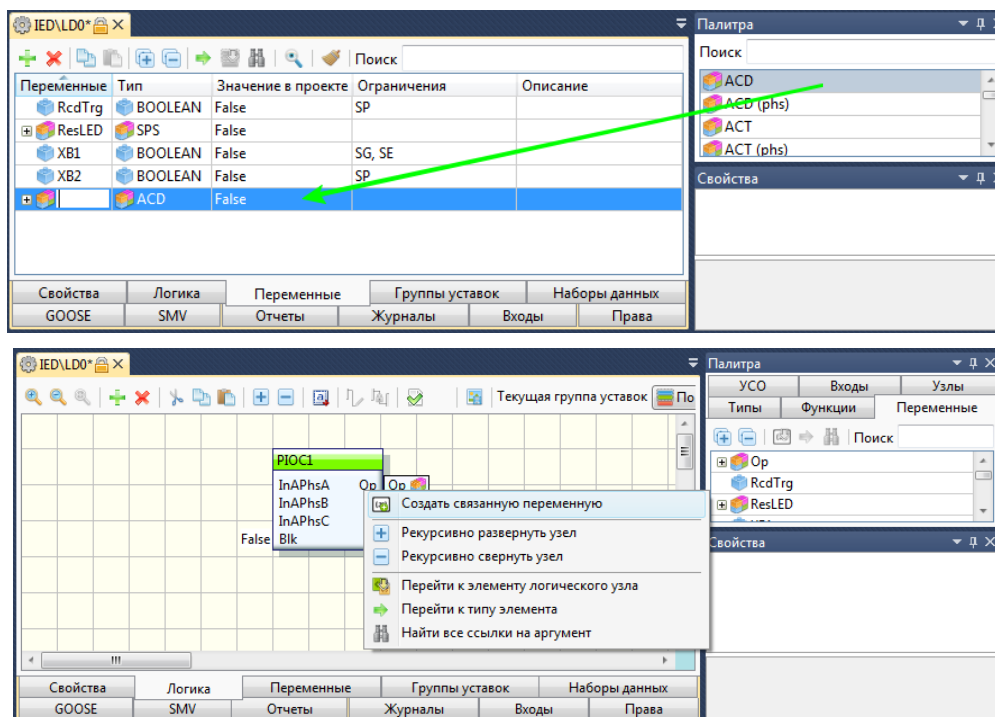 IED\LD0*
Палитра
Поиск
Поиск
Переменные Тип Значение в проекте Ограничения Описание
RcdTrg BOOLEAN False SP
ResLED SPS False
XB1 BOOLEAN False SG, SE
XB2 BOOLEAN False SP
ACD False
ACD
ACD (phs)
ACT
ACT (phs)
Свойства
Свойства Логика Переменные Группы уставок Наборы данных
GOOSE SMV Отчеты Журналы Входы Права
IED\LD0*
Палитра
УСО Входы Узлы
Типы Функции Переменные
Текущая группа уставок По
Поиск
Op
RcdTrg
ResLED
PIOC1
InAPhsA Op Op
InAPhsB
InAPhsC
False Blk
Создать связанную переменную
Рекурсивно развернуть узел
Рекурсивно свернуть узел
Перейти к элементу логического узла
Перейти к типу элемента
Найти все ссылки на аргумент
Свойства
Свойства Логика Переменные Группы уставок Наборы данных
GOOSE SMV Отчеты Журналы Входы Права